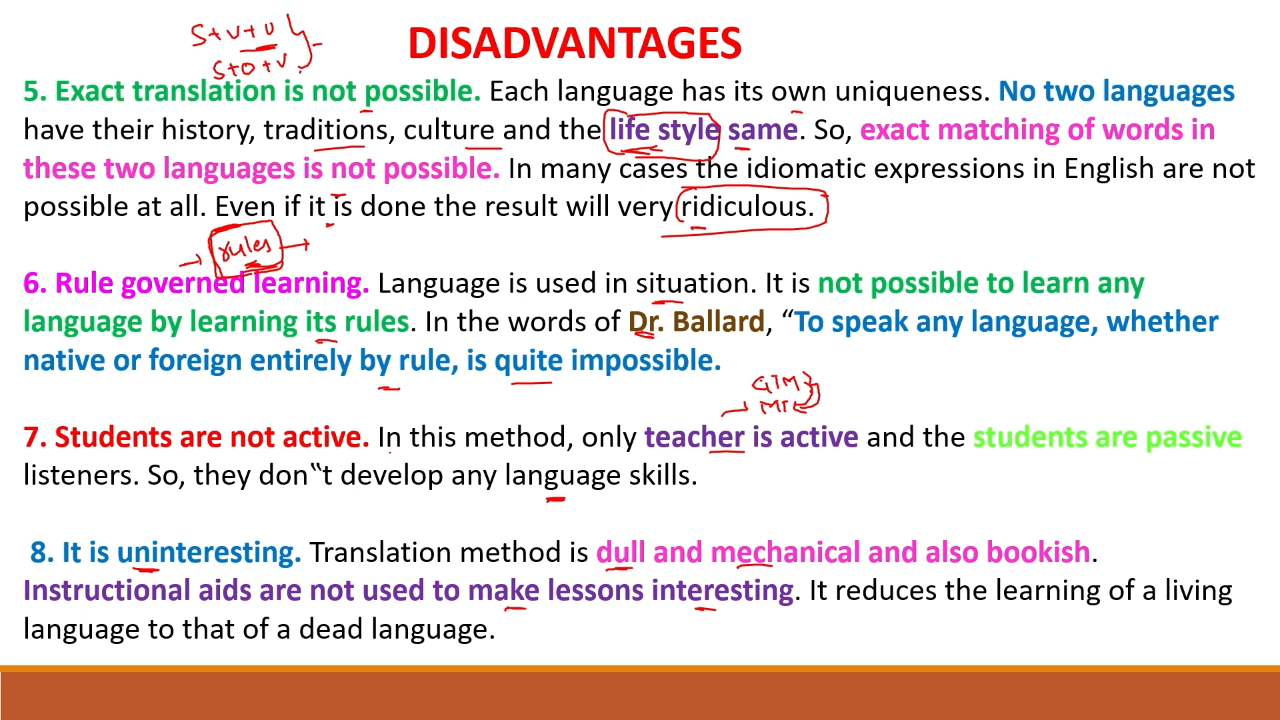 S+V+O
DISADVANTAGES
S+O+V
5. Exact translation is not possible. Each language has its own uniqueness. No two languages
have their history, traditions, culture and the life style same. So, exact matching of words in
these two languages is not possible. In many cases the idiomatic expressions in English are not
possible at all. Even if it is done the result will very ridiculous.
rules
6. Rule governed learning. Language is used in situation. It is not possible to learn any
language by learning its rules. In the words of Dr. Ballard, “To speak any language, whether
native or foreign entirely by rule, is quite impossible.
GTM
MT
7. Students are not active. In this method, only teacher is active and the students are passive
listeners. So, they don‟t develop any language skills.
8. It is uninteresting. Translation method is dull and mechanical and also bookish.
Instructional aids are not used to make lessons interesting. It reduces the learning of a living
language to that of a dead language.